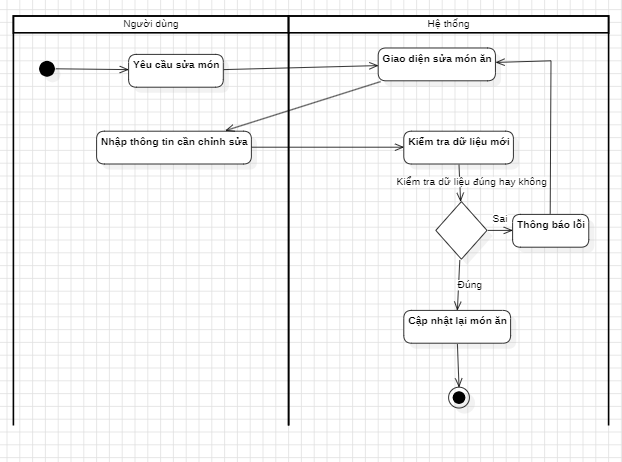 Người dùng
Hệ thống
Yêu cầu sửa món
Giao diện sửa món ăn
Nhập thông tin cần chỉnh sửa
Kiểm tra dữ liệu mới
Kiểm tra dữ liệu đúng hay không
Sai
Thông báo lỗi
Đúng
Cập nhật lại món ăn